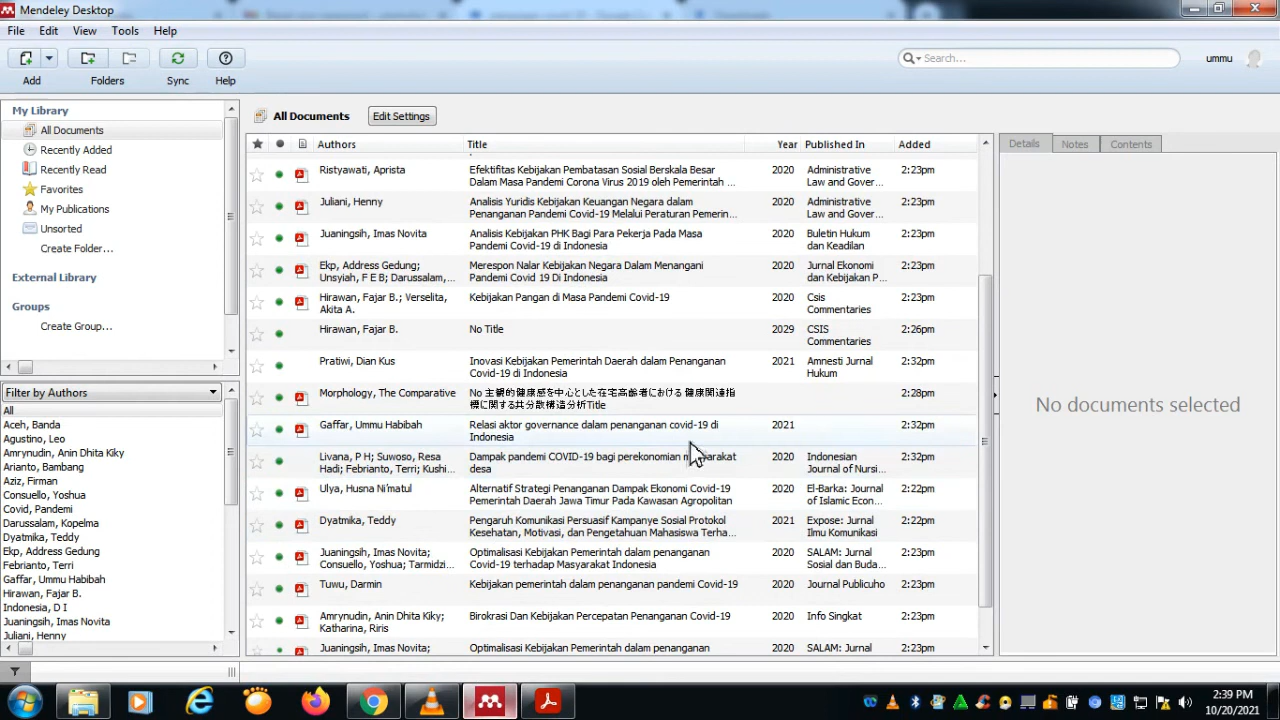 Mendeley Desktop
File Edit View Tools Help
Add Folders Sync Help
Search...
ummu
My Library
All Documents
Recently Added
Recently Read
Favorites
My Publications
Unsorted
Create Folder...
External Library
Groups
Create Group...
Filter by Authors
All
Aceh, Banda
Agustino, Leo
Amrynudin, Anin Dhita Kiky
Arianto, Bambang
Aziz, Firman
Consuello, Yoshua
Covid, Pandemi
Darussalam, Kopelma
Dyatmika, Teddy
Ekp, Address Gedung
Febrianto, Terri
Gaffar, Ummu Habibah
Hirawan, Fajar B.
Indonesia, D I
Juaningsih, Imas Novita
Juliani, Henny
All Documents Edit Settings
Authors Title Year Published In Added
Ristyawati, Aprista Efektifitas Kebijakan Pembatasan Sosial Berskala Besar 2020 Administrative 2:23pm
Dalam Masa Pandemi Corona Virus 2019 oleh Pemerintah ... Law and Gover...
Juliani, Henny Analisis Yuridis Kebijakan Keuangan Negara dalam 2020 Administrative 2:23pm
Penanganan Pandemi Covid-19 Melalui Peraturan Pemerin... Law and Gover...
Juaningsih, Imas Novita Analisis Kebijakan PHK Bagi Para Pekerja Pada Masa 2020 Buletin Hukum 2:23pm
Pandemi Covid-19 di Indonesia dan Keadilan
Ekp, Address Gedung; Merespon Nalar Kebijakan Negara Dalam Menangani 2020 Jurnal Ekonomi 2:23pm
Unsyiah, F E B; Darussalam,... Pandemi Covid 19 Di Indonesia dan Kebijakan P...
Hirawan, Fajar B.; Verselita, Kebijakan Pangan di Masa Pandemi Covid-19 2020 Csis 2:23pm
Akita A. Commentaries
Hirawan, Fajar B. No Title 2029 CSIS 2:26pm
Commentaries
Pratiwi, Dian Kus Inovasi Kebijakan Pemerintah Daerah dalam Penanganan 2021 Amnesti Jurnal 2:32pm
Covid-19 di Indonesia Hukum
Morphology, The Comparative No 主観的健康感を中心とした在宅高齢者における 健康関連指 2:28pm
標に関する共分散構造分析Title
Gaffar, Ummu Habibah Relasi aktor governance dalam penanganan covid-19 di 2021 2:32pm
Indonesia
Livana, P H; Suwoso, Resa Dampak pandemi COVID-19 bagi perekonomian masyarakat 2020 Indonesian 2:32pm
Hadi; Febrianto, Terri; Kushi... desa Journal of Nursi...
Ulya, Husna Ni'matul Alternatif Strategi Penanganan Dampak Ekonomi Covid-19 2020 El-Barka: Journal 2:22pm
Pemerintah Daerah Jawa Timur Pada Kawasan Agropolitan of Islamic Econ...
Dyatmika, Teddy Pengaruh Komunikasi Persuasif Kampanye Sosial Protokol 2021 Expose: Jurnal 2:22pm
Kesehatan, Motivasi, dan Pengetahuan Mahasiswa Terha... Ilmu Komunikasi
Juaningsih, Imas Novita; Optimalisasi Kebijakan Pemerintah dalam penanganan 2020 SALAM: Jurnal 2:23pm
Consuello, Yoshua; Tarmidzi... Covid-19 terhadap Masyarakat Indonesia Sosial dan Buda...
Tuwu, Darmin Kebijakan pemerintah dalam penanganan pandemi Covid-19 2020 Journal Publicuho 2:23pm
Amrynudin, Anin Dhita Kiky; Birokrasi Dan Kebijakan Percepatan Penanganan Covid-19 2020 Info Singkat 2:23pm
Katharina, Riris
Juaningsih, Imas Novita; Optimalisasi Kebijakan Pemerintah dalam penanganan 2020 SALAM: Jurnal 2:23pm
Details Notes Contents
No documents selected
2:39 PM
10/20/2021